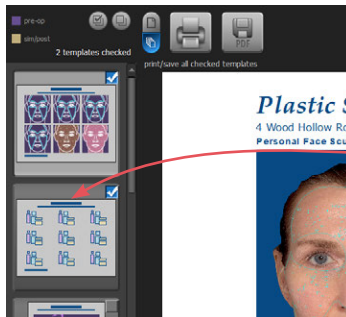 pre-op
sim/post
2 templates checked
PDF
print/save all checked templates
Plastic S
4 Wood Hollow Ro
Personal Face Scu